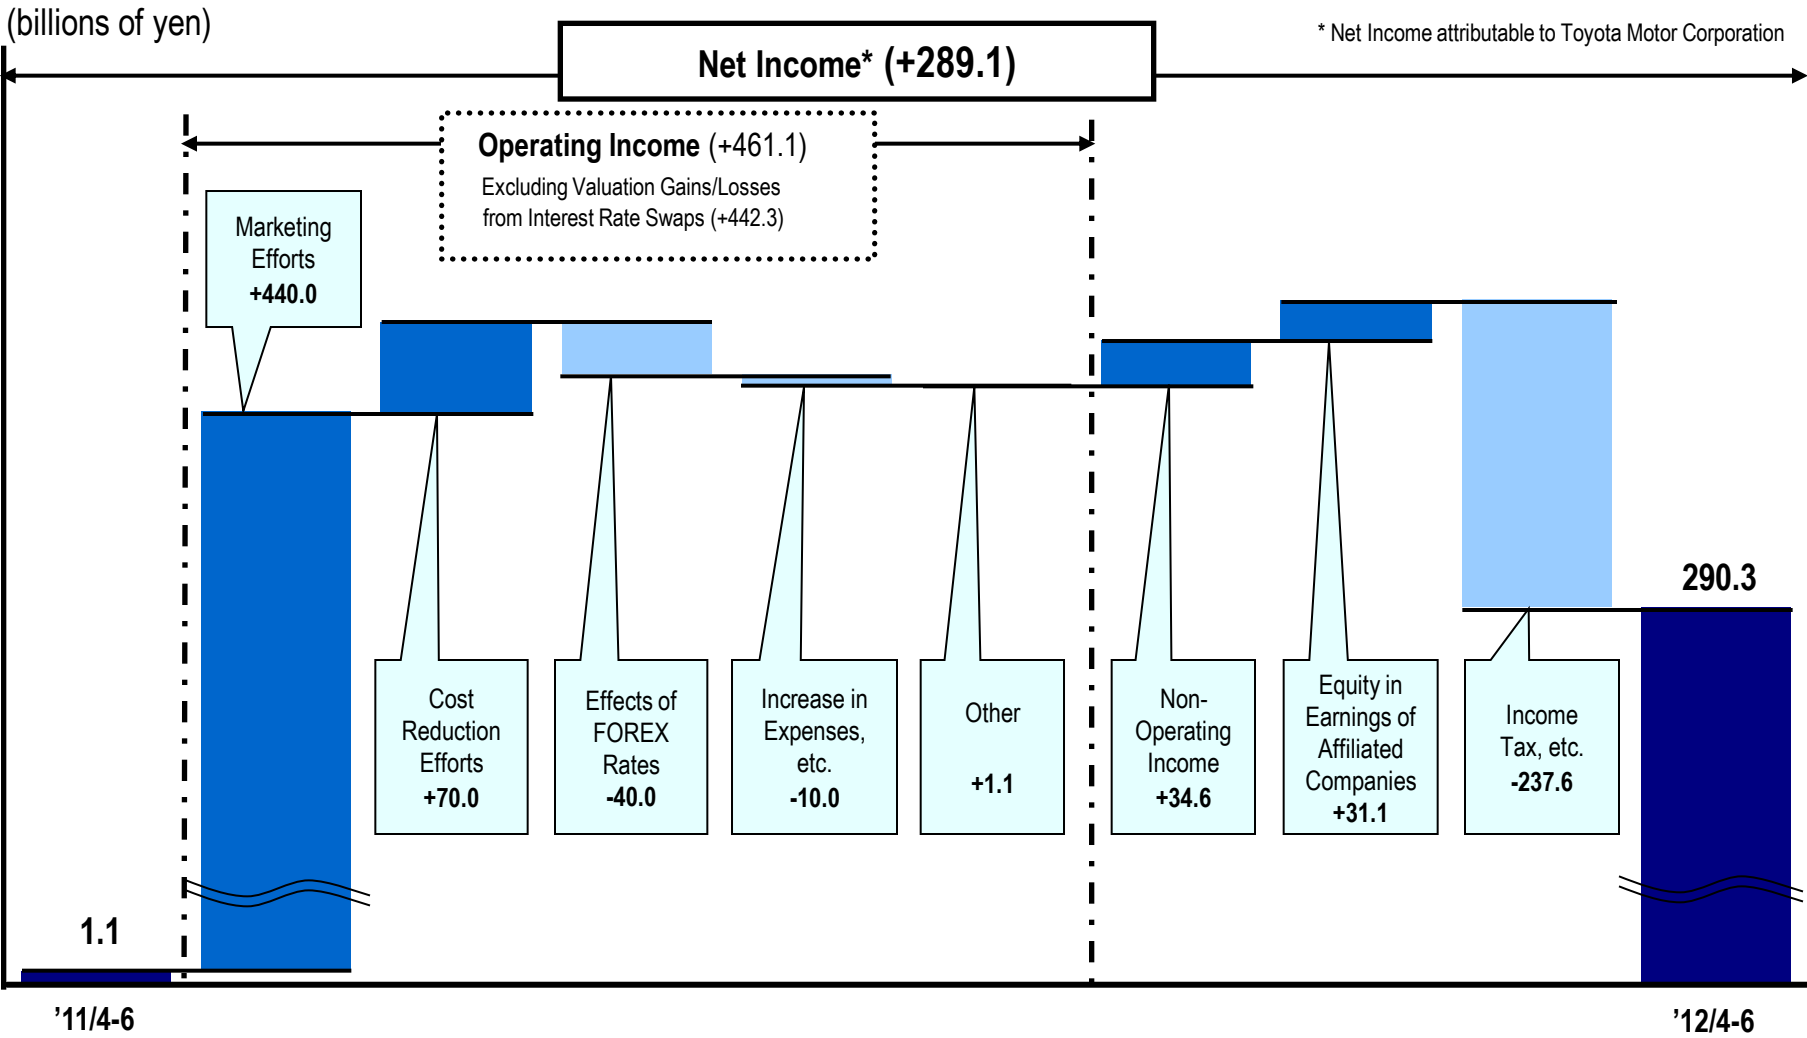 (billions of yen)
Net Income* (+289.1)
* Net Income attributable to Toyota Motor Corporation
Operating Income (+461.1)
Excluding Valuation Gains/Losses
from Interest Rate Swaps (+442.3)
Marketing
Efforts
+440.0
Cost
Reduction
Efforts
+70.0
Effects of
FOREX
Rates
-40.0
Increase in
Expenses,
etc.
-10.0
Other
+1.1
Non-
Operating
Income
+34.6
Equity in
Earnings of
Affiliated
Companies
+31.1
Income
Tax, etc.
-237.6
290.3
1.1
’11/4-6
’12/4-6